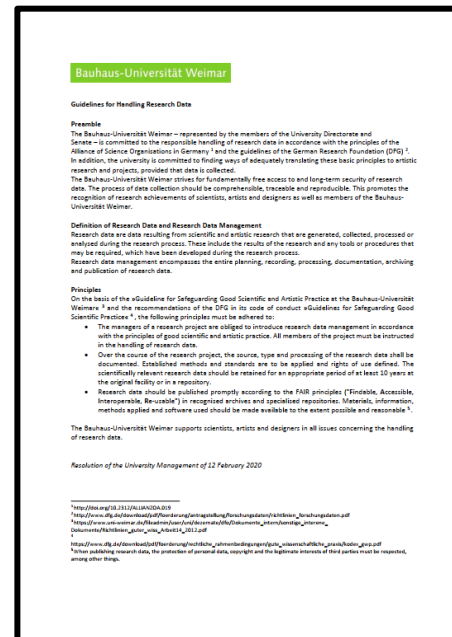 Bauhaus-Universität Weimar
Guidelines for Handling Research Data
Preamble
The Bauhaus-Universität Weimar – represented by the members of the University Directorate and
Senate – is committed to the responsible handling of research data in accordance with the principles of the
Alliance of Science Organisations in Germany ¹ and the guidelines of the German Research Foundation (DFG) ².
In addition, the university is committed to finding ways of adequately translating these basic principles to artistic
research and projects, provided that data is collected.
The Bauhaus-Universität Weimar strives for fundamentally free access to and long-term security of research
data. The process of data collection should be comprehensible, traceable and reproducible. This promotes the
recognition of research achievements of scientists, artists and designers as well as members of the Bauhaus-
Universität Weimar.
Definition of Research Data and Research Data Management
Research data are data resulting from scientific and artistic research that are generated, collected, processed or
analysed during the research process. These include the results of the research and any tools or procedures that
may be required, which have been developed during the research process.
Research data management encompasses the entire planning, recording, processing, documentation, archiving
and publication of research data.
Principles
On the basis of the »Guideline for Safeguarding Good Scientific and Artistic Practice at the Bauhaus-Universität
Weimar« ³ and the recommendations of the DFG in its code of conduct »Guidelines for Safeguarding Good
Scientific Practice« ⁴, the following principles must be adhered to:
• The managers of a research project are obliged to introduce research data management in accordance
with the principles of good scientific and artistic practice. All members of the project must be instructed
in the handling of research data.
• Over the course of the research project, the source, type and processing of the research data shall be
documented. Established methods and standards are to be applied and rights of use defined. The
scientifically relevant research data should be retained for an appropriate period of at least 10 years at
the original facility or in a repository.
• Research data should be published promptly according to the FAIR principles ("Findable, Accessible,
Interoperable, Re-usable") in recognised archives and specialised repositories. Materials, information,
methods applied and software used should be made available to the extent possible and reasonable ⁵.
The Bauhaus-Universität Weimar supports scientists, artists and designers in all issues concerning the handling
of research data.
Resolution of the University Management of 12 February 2020
¹ http://doi.org/10.2312/ALLIANZOA.019
² http://www.dfg.de/download/pdf/foerderung/antragstellung/forschungsdaten/richtlinien_forschungsdaten.pdf
³ https://www.uni-weimar.de/fileadmin/user/uni/dezernate/dfe/Dokumente_intern/sonstige_interne_
Dokumente/Richtlinien_guter_wiss_Arbeit14_2012.pdf
⁴
https://www.dfg.de/download/pdf/foerderung/rechtliche_rahmenbedingungen/gute_wissenschaftliche_praxis/kodex_gwp.pdf
⁵ When publishing research data, the protection of personal data, copyright and the legitimate interests of third parties must be respected,
among other things.